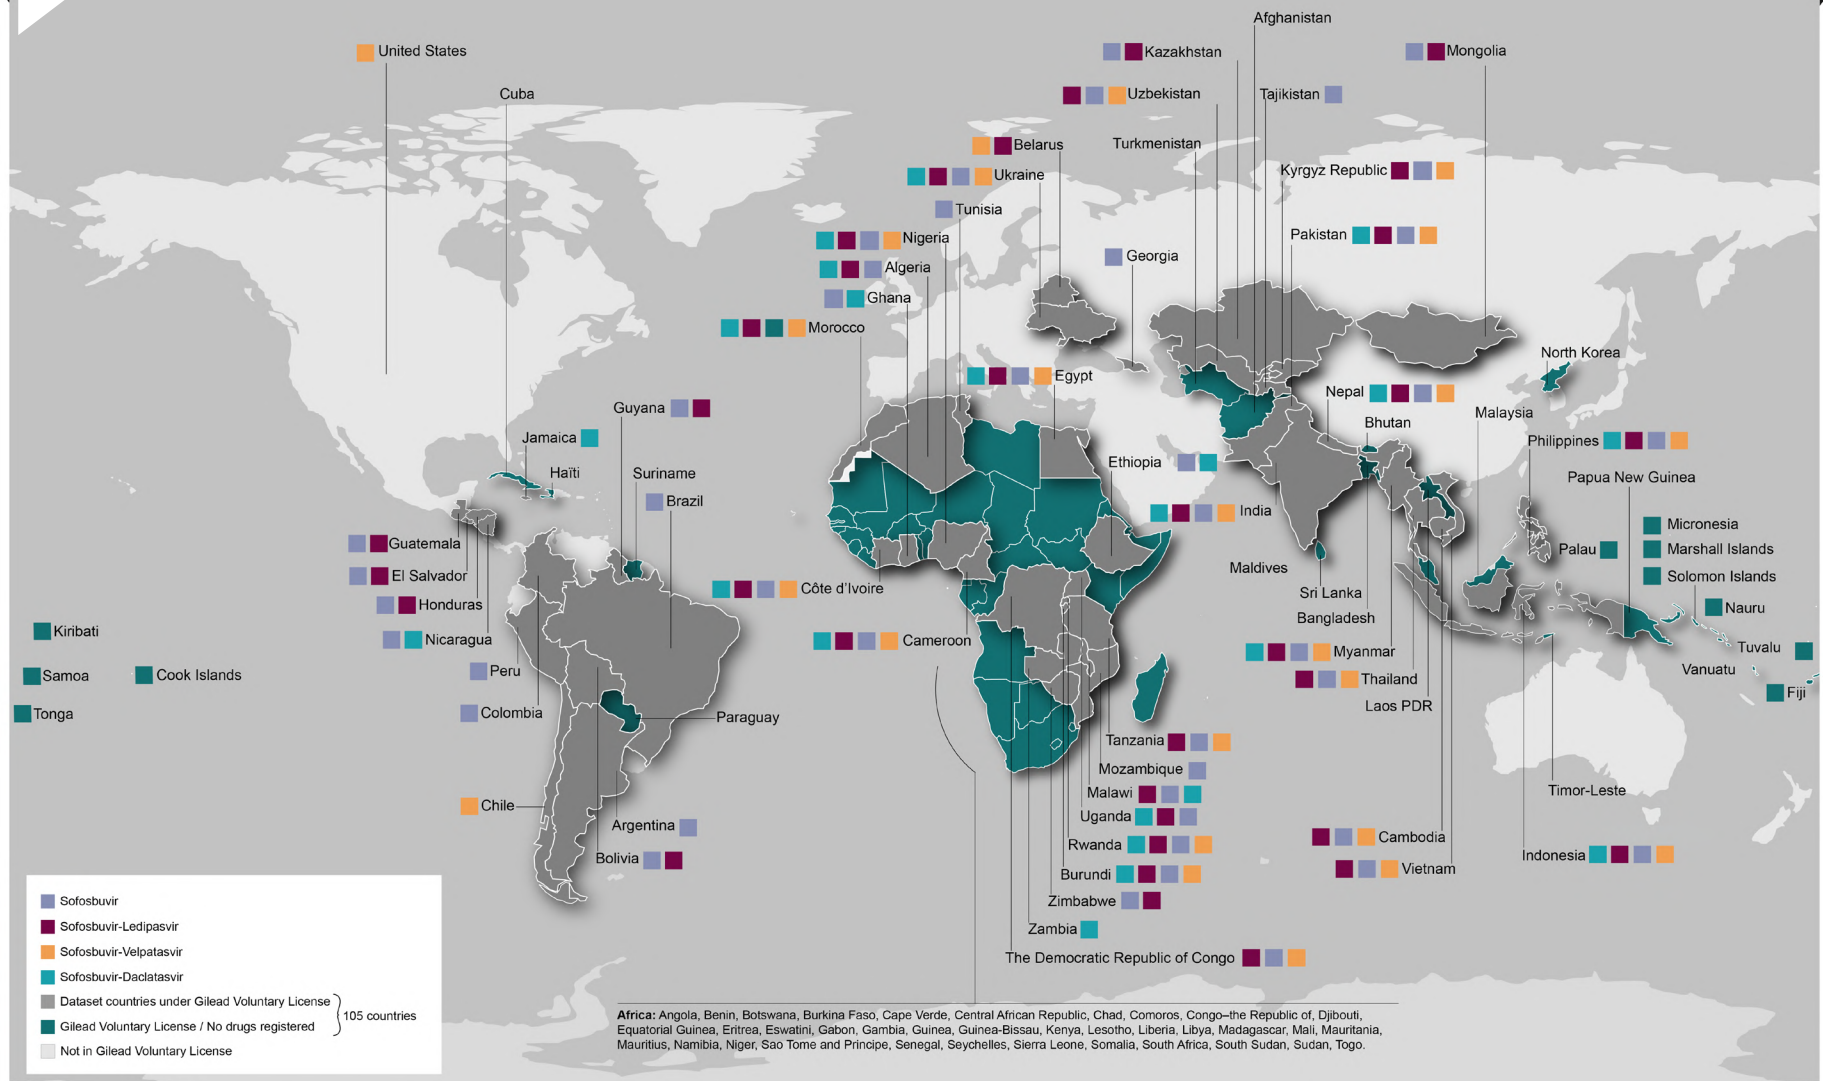 Afghanistan
United States
Kazakhstan
Mongolia
Cuba
Uzbekistan
Tajikistan
Belarus
Turkmenistan
Ukraine
Kyrgyz Republic
Tunisia
Nigeria
Pakistan
Algeria
Georgia
Ghana
Morocco
North Korea
Egypt
Nepal
Guyana
Malaysia
Bhutan
Jamaica
Philippines
Haïti
Suriname
Ethiopia
Papua New Guinea
Brazil
India
Micronesia
Guatemala
Palau
Marshall Islands
Maldives
El Salvador
Solomon Islands
Côte d’Ivoire
Sri Lanka
Honduras
Nauru
Bangladesh
Kiribati
Nicaragua
Cameroon
Myanmar
Tuvalu
Peru
Vanuatu
Samoa
Cook Islands
Thailand
Fiji
Laos PDR
Tonga
Colombia
Paraguay
Tanzania
Mozambique
Timor-Leste
Malawi
Chile
Uganda
Argentina
Cambodia
Rwanda
Bolivia
Indonesia
Vietnam
Burundi
Zimbabwe
Zambia
The Democratic Republic of Congo
Sofosbuvir
Sofosbuvir-Ledipasvir
Sofosbuvir-Velpatasvir
Sofosbuvir-Daclatasvir
Dataset countries under Gilead Voluntary License
105 countries
Gilead Voluntary License / No drugs registered
Not in Gilead Voluntary License
Africa: Angola, Benin, Botswana, Burkina Faso, Cape Verde, Central African Republic, Chad, Comoros, Congo–the Republic of, Djibouti,
Equatorial Guinea, Eritrea, Eswatini, Gabon, Gambia, Guinea, Guinea-Bissau, Kenya, Lesotho, Liberia, Libya, Madagascar, Mali, Mauritania,
Mauritius, Namibia, Niger, Sao Tome and Principe, Senegal, Seychelles, Sierra Leone, Somalia, South Africa, South Sudan, Sudan, Togo.